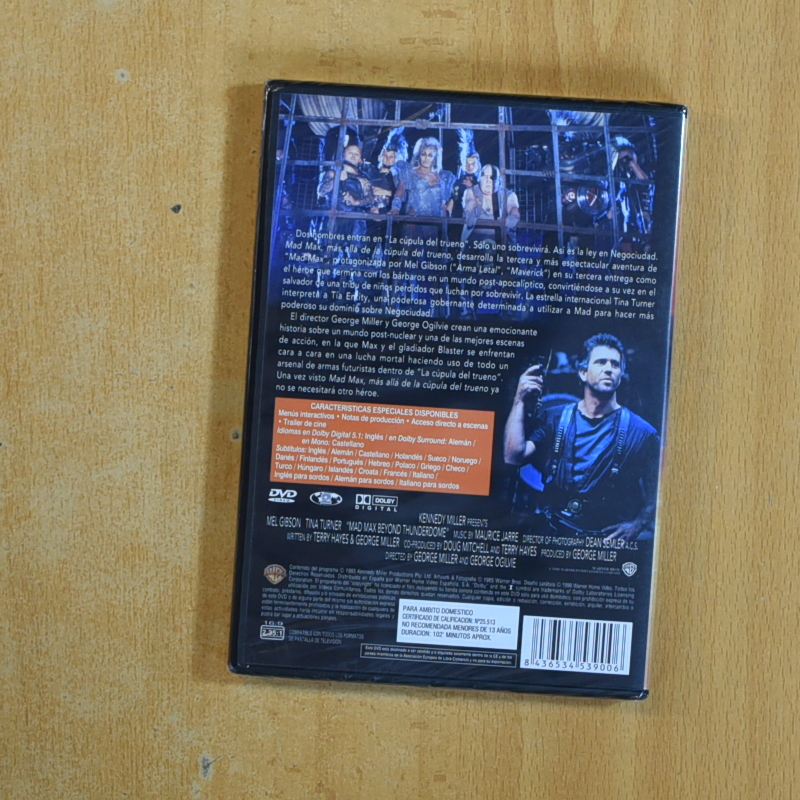 Dos hombres entran en "La cúpula del trueno". Sólo uno sobrevivirá. Así es la ley en Negociudad.
Mad Max, más allá de la cúpula del trueno, desarrolla la tercera y más espectacular aventura de
"Mad Max", protagonizada por Mel Gibson ("Arma Letal", "Maverick") en su tercera entrega como
el héroe que termina con los bárbaros en un mundo post-apocalíptico, convirtiéndose a su vez en el
salvador de una tribu de niños perdidos que luchan por sobrevivir. La estrella internacional Tina Turner
interpreta a Tía Entity, una poderosa gobernante determinada a utilizar a Mad para hacer más
poderoso su dominio sobre Negociudad.
El director George Miller y George Ogilvie crean una emocionante
historia sobre un mundo post-nuclear y una de las mejores escenas
de acción, en la que Max y el gladiador Blaster se enfrentan
cara a cara en una lucha mortal haciendo uso de todo un
arsenal de armas futuristas dentro de "La cúpula del trueno".
Una vez visto Mad Max, más allá de la cúpula del trueno ya
no se necesitará otro héroe.
CARACTERISTICAS ESPECIALES DISPONIBLES
Menús interactivos • Notas de producción • Acceso directo a escenas
• Trailer de cine
Idiomas en Dolby Digital 5.1: Inglés / en Dolby Surround: Alemán /
en Mono: Castellano
Subtítulos: Inglés / Alemán / Castellano / Holandés / Sueco / Noruego /
Danés / Finlandés / Portugués / Hebreo / Polaco / Griego / Checo /
Turco / Húngaro / Islandés / Croata / Francés / Italiano /
Inglés para sordos / Alemán para sordos / Italiano para sordos
DVD
VIDEO
DOLBY
DIGITAL
KENNEDY MILLER PRESENTS
MEL GIBSON TINA TURNER "MAD MAX BEYOND THUNDERDOME" MUSIC BY MAURICE JARRE DIRECTOR OF PHOTOGRAPHY DEAN SEMLER A.C.S.
WRITTEN BY TERRY HAYES & GEORGE MILLER CO-PRODUCED BY DOUG MITCHELL AND TERRY HAYES PRODUCED BY GEORGE MILLER
DIRECTED BY GEORGE MILLER AND GEORGE OGILVIE
16:9
2.35:1
COMPATIBLE CON TODOS LOS FORMATOS
DE PANTALLA DE TELEVISIÓN
PARA AMBITO DOMESTICO
CERTIFICADO DE CALIFICACION: Nº25.513
NO RECOMENDADA MENORES DE 13 AÑOS
DURACION: 102' MINUTOS APROX.
8 436534 539006